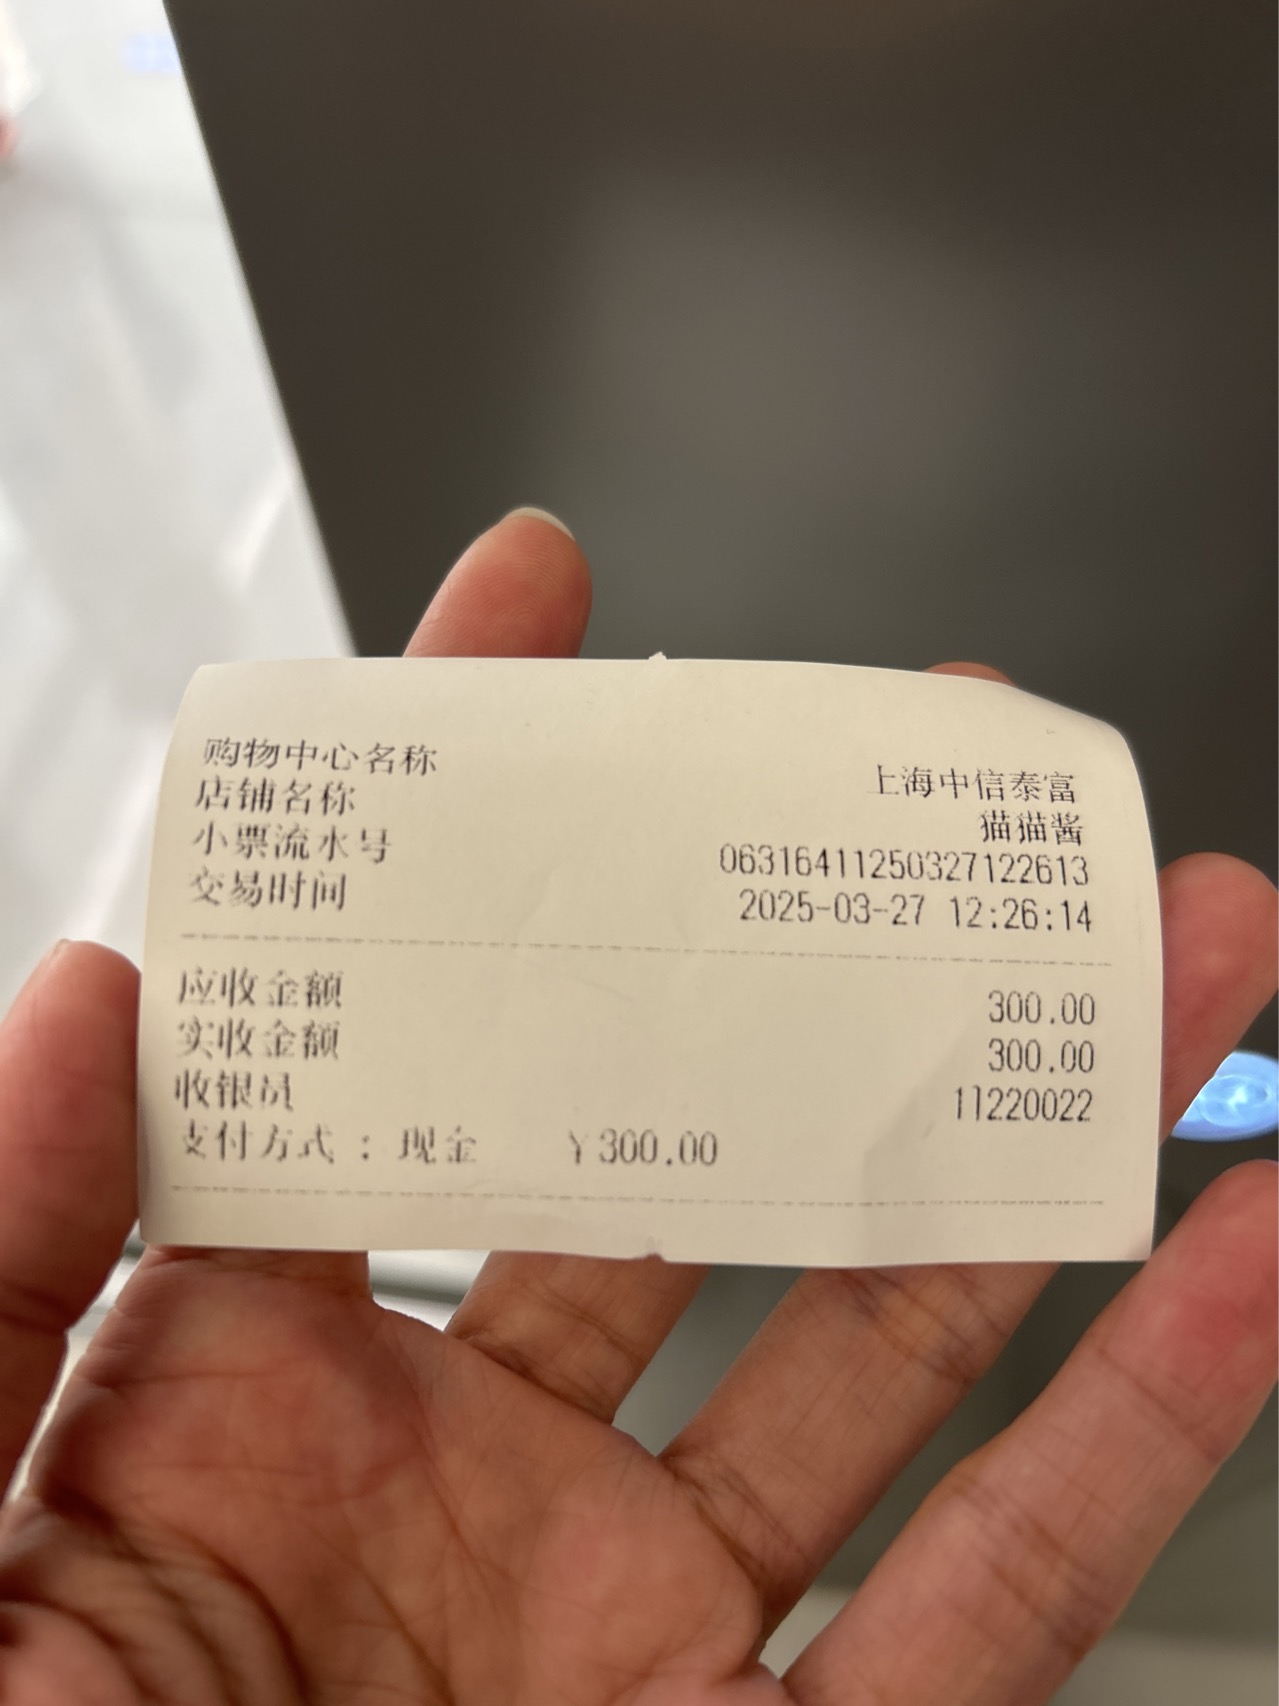 购物中心名称 上海中信泰富
店铺名称 猫猫酱
小票流水号 06316411250327122613
交易时间 2025-03-27 12:26:14
应收金额 300.00
实收金额 300.00
收银员 11220022
支付方式：现金 ¥300.00